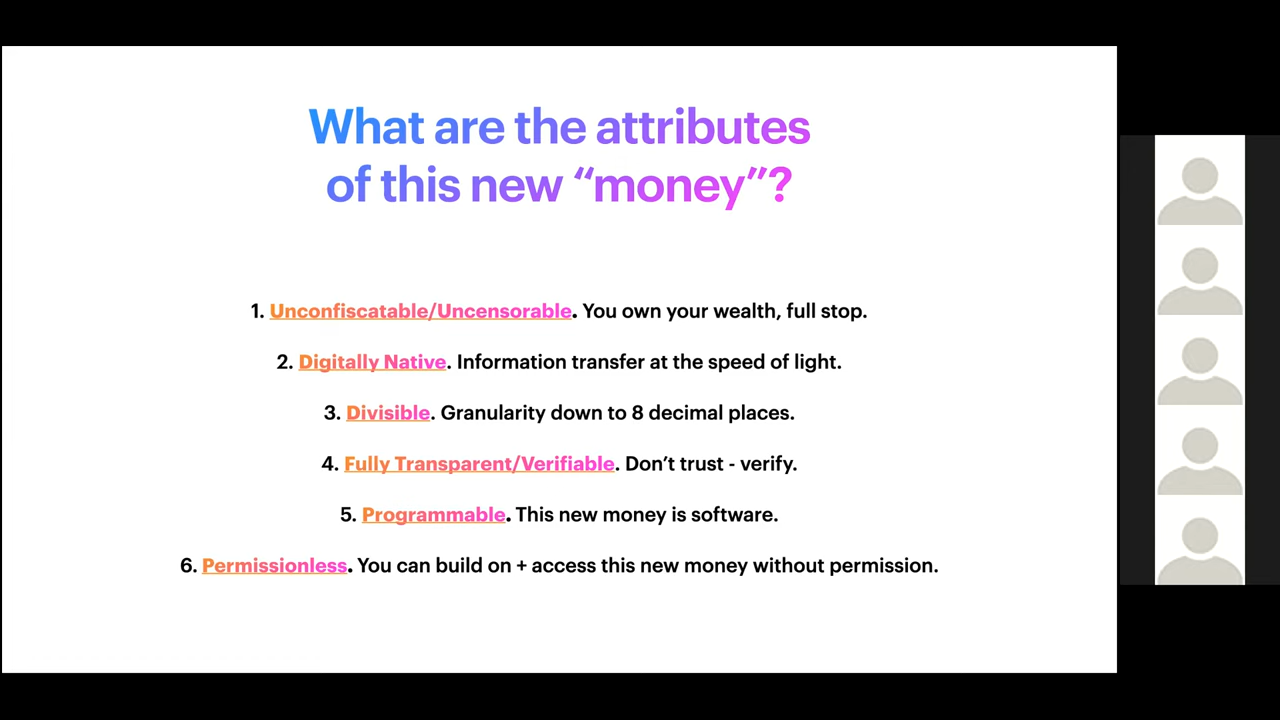 What are the attributes
of this new “money”?
1. Unconfiscatable/Uncensorable. You own your wealth, full stop.
2. Digitally Native. Information transfer at the speed of light.
3. Divisible. Granularity down to 8 decimal places.
4. Fully Transparent/Verifiable. Don’t trust - verify.
5. Programmable. This new money is software.
6. Permissionless. You can build on + access this new money without permission.